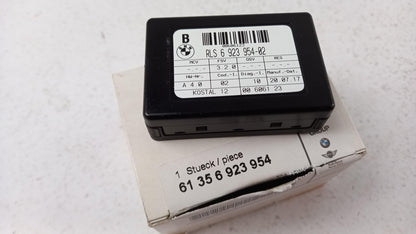 B
RLS 6 923 954-02
MCV FSV OSV RES
-.-.- 3.2.0 -.-.- -.-.-
HW-Nr. Cod.-I. Diag.-I. Manuf.-Dat.
A 4.0 02 10 20.07.17
KOSTAL 12 00 6061 23
GROUP
1 Stueck / piece
61 35 6 923 954